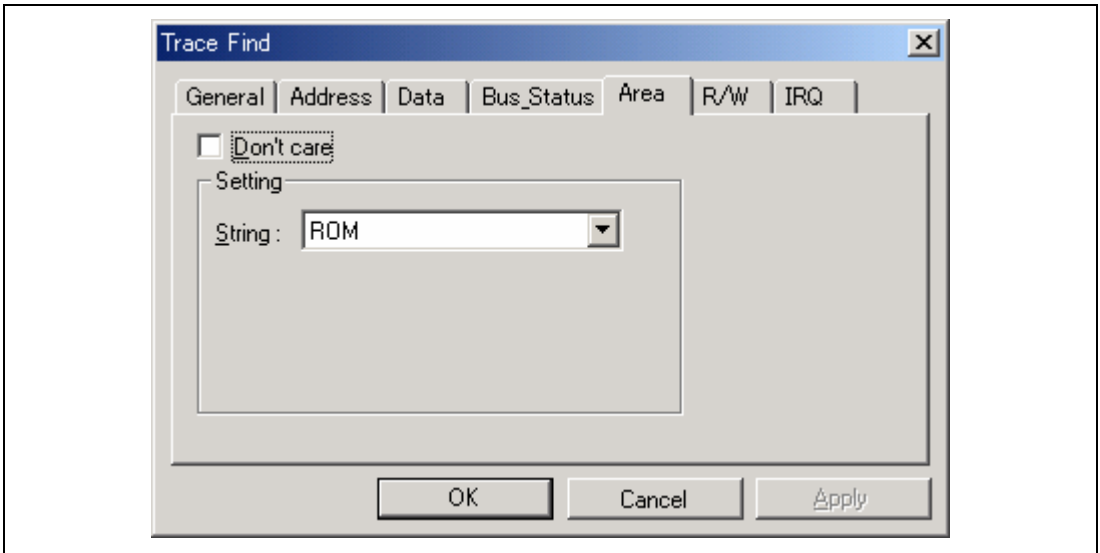 Trace Find
General Address Data Bus_Status Area R/W IRQ
Don't care
Setting
String : ROM
OK Cancel Apply